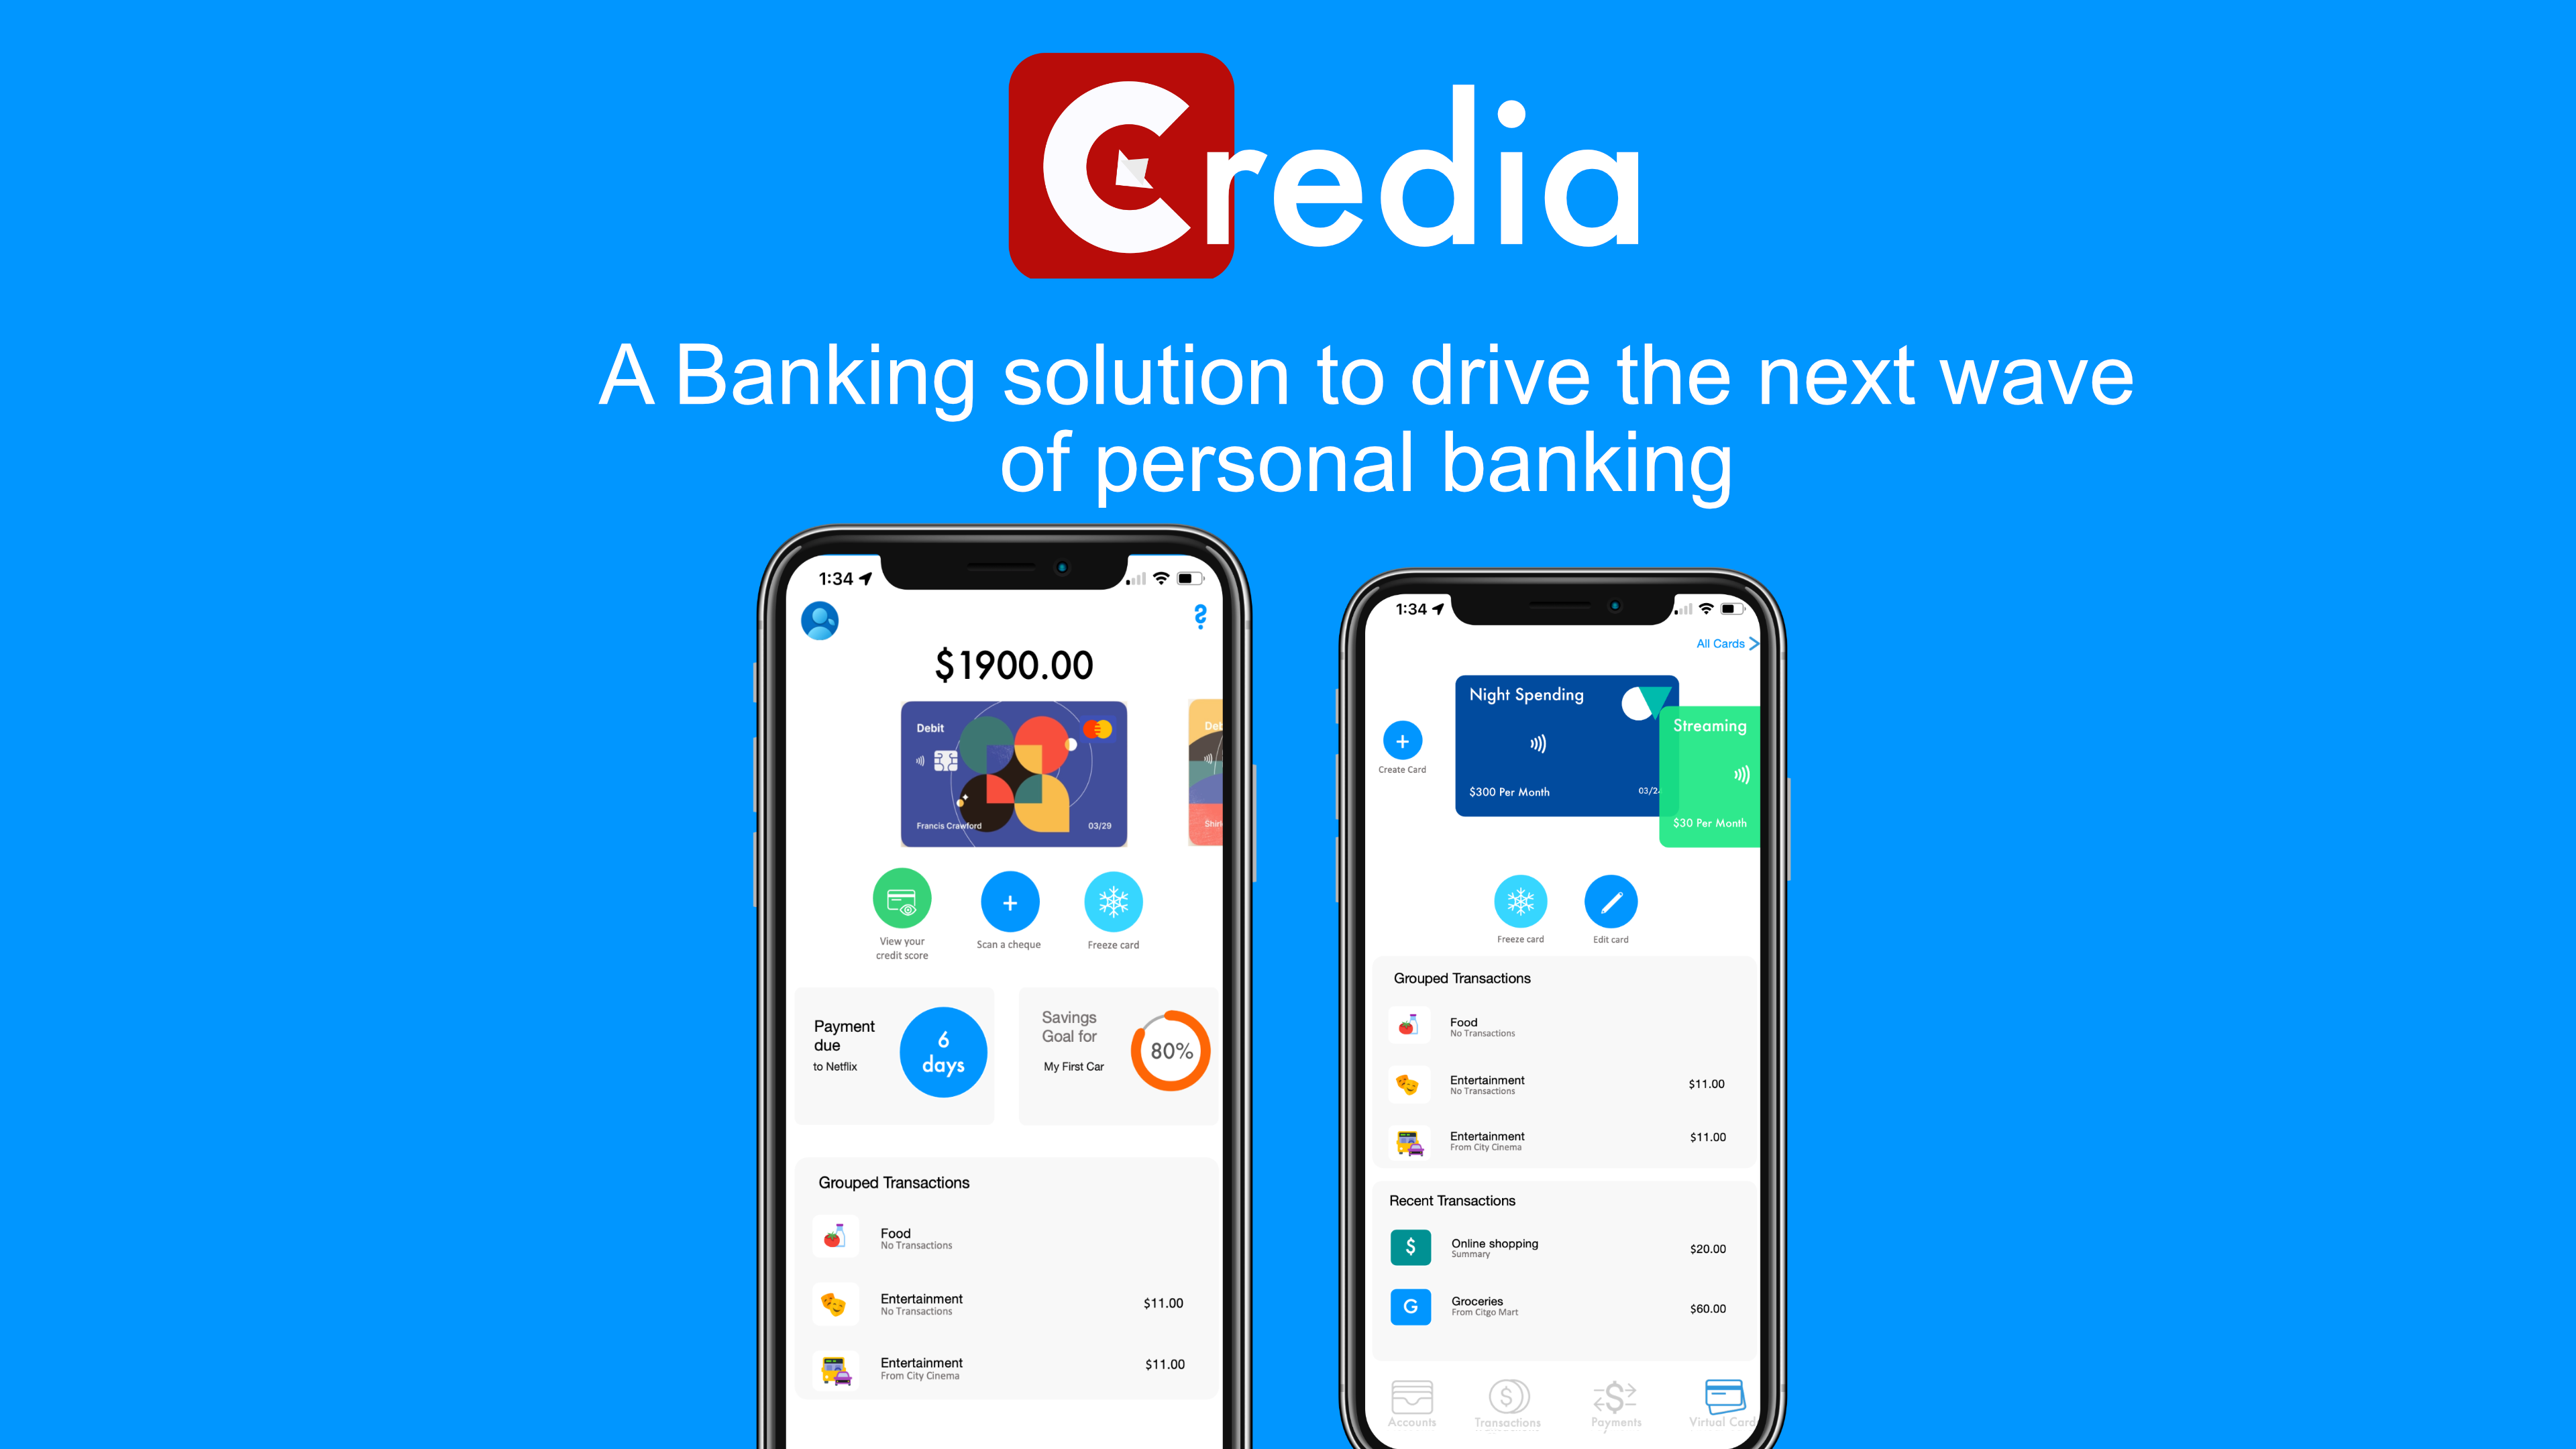 Credia
A Banking solution to drive the next wave
of personal banking
1:34
?
$1900.00
Debit
Francis Crawford
03/29
View your
credit score
Scan a cheque
Freeze card
Payment
due
to Netflix
6
days
Savings
Goal for
My First Car
80%
Grouped Transactions
Food
No Transactions
Entertainment
No Transactions
$11.00
Entertainment
From City Cinema
$11.00
1:34
All Cards
Create Card
Night Spending
$300 Per Month
Streaming
$30 Per Month
Freeze card
Edit card
Grouped Transactions
Food
No Transactions
Entertainment
No Transactions
$11.00
Entertainment
From City Cinema
$11.00
Recent Transactions
$
Online shopping
Summary
$20.00
G
Groceries
From Citgo Mart
$60.00
Accounts
Transactions
Payments
Virtual Card